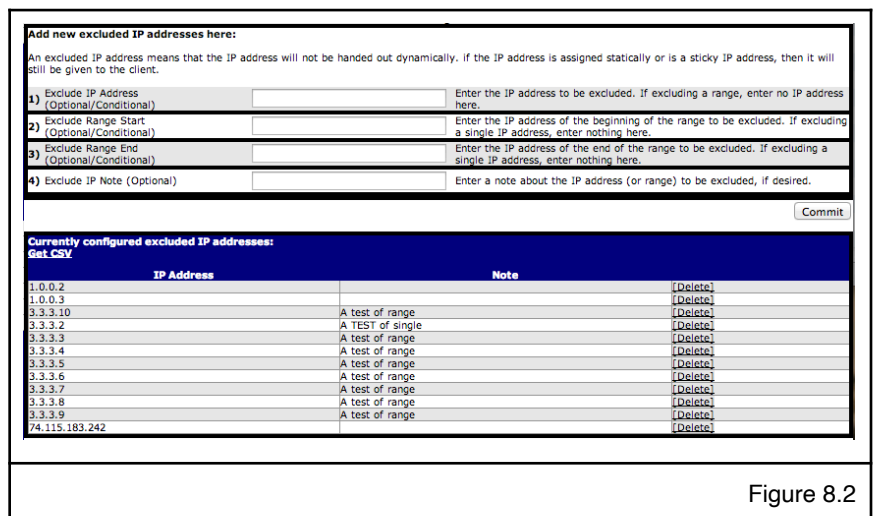 Add new excluded IP addresses here:
An excluded IP address means that the IP address will not be handed out dynamically. if the IP address is assigned statically or is a sticky IP address, then it will
still be given to the client.
1) Exclude IP Address
(Optional/Conditional)
Enter the IP address to be excluded. If excluding a range, enter no IP address
here.
2) Exclude Range Start
(Optional/Conditional)
Enter the IP address of the beginning of the range to be excluded. If excluding
a single IP address, enter nothing here.
3) Exclude Range End
(Optional/Conditional)
Enter the IP address of the end of the range to be excluded. If excluding a
single IP address, enter nothing here.
4) Exclude IP Note (Optional)
Enter a note about the IP address (or range) to be excluded, if desired.
Commit
Currently configured excluded IP addresses:
Get CSV
IP Address Note
1.0.0.2 [Delete]
1.0.0.3 [Delete]
3.3.3.10 A test of range [Delete]
3.3.3.2 A TEST of single [Delete]
3.3.3.3 A test of range [Delete]
3.3.3.4 A test of range [Delete]
3.3.3.5 A test of range [Delete]
3.3.3.6 A test of range [Delete]
3.3.3.7 A test of range [Delete]
3.3.3.8 A test of range [Delete]
3.3.3.9 A test of range [Delete]
74.115.183.242 [Delete]
Figure 8.2